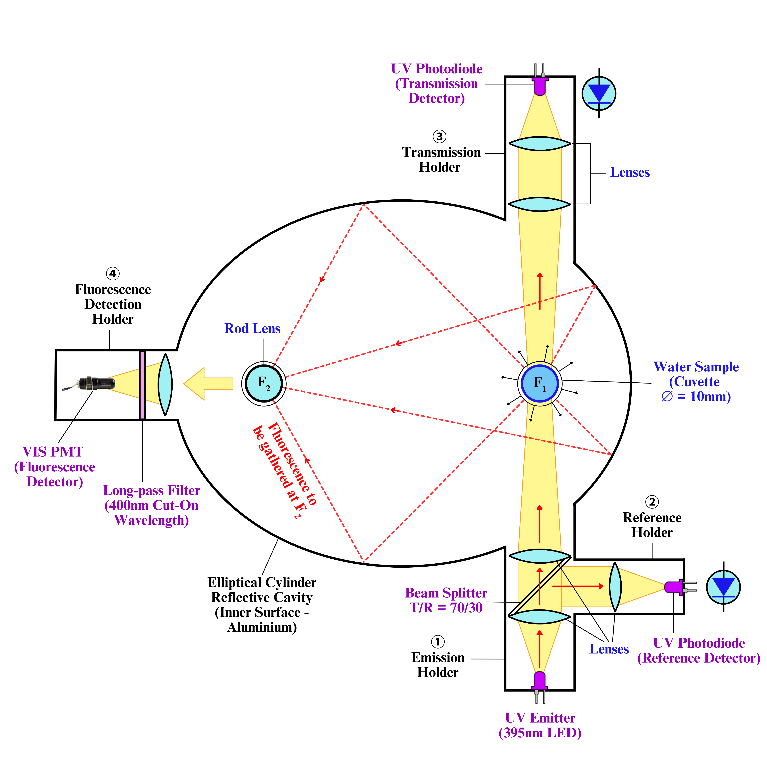 UV Photodiode
(Transmission
Detector)
③
Transmission
Holder
Lenses
④
Fluorescence
Detection
Holder
Rod Lens
F2
F1
Water Sample
(Cuvette
∅ = 10mm)
VIS PMT
(Fluorescence
Detector)
Long-pass Filter
(400nm Cut-On
Wavelength)
Fluorescence to
be gathered at F2
②
Reference
Holder
Elliptical Cylinder
Reflective Cavity
(Inner Surface -
Aluminium)
Beam Splitter
T/R = 70/30
①
Emission
Holder
Lenses
UV Photodiode
(Reference Detector)
UV Emitter
(395nm LED)